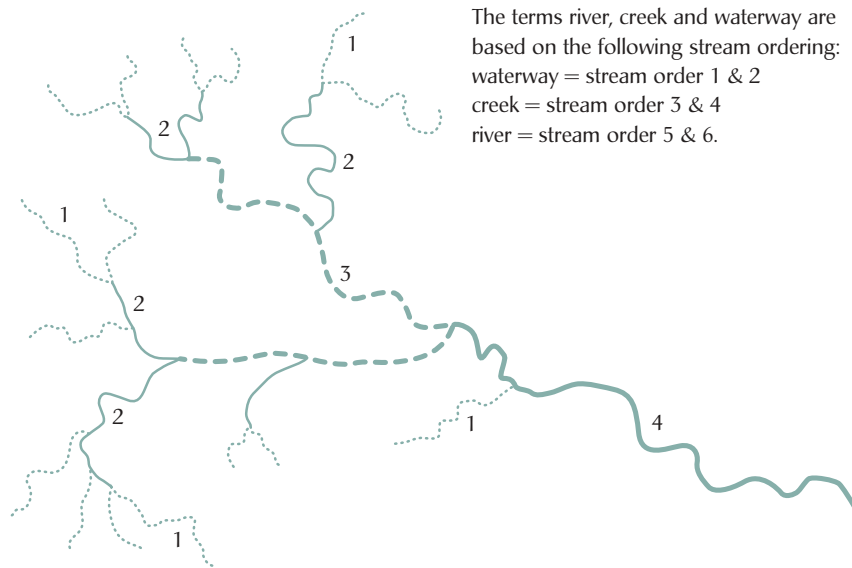 The terms river, creek and waterway are
based on the following stream ordering:
waterway = stream order 1 & 2
creek = stream order 3 & 4
river = stream order 5 & 6.
1
2
2
1
3
2
2
1
4
1